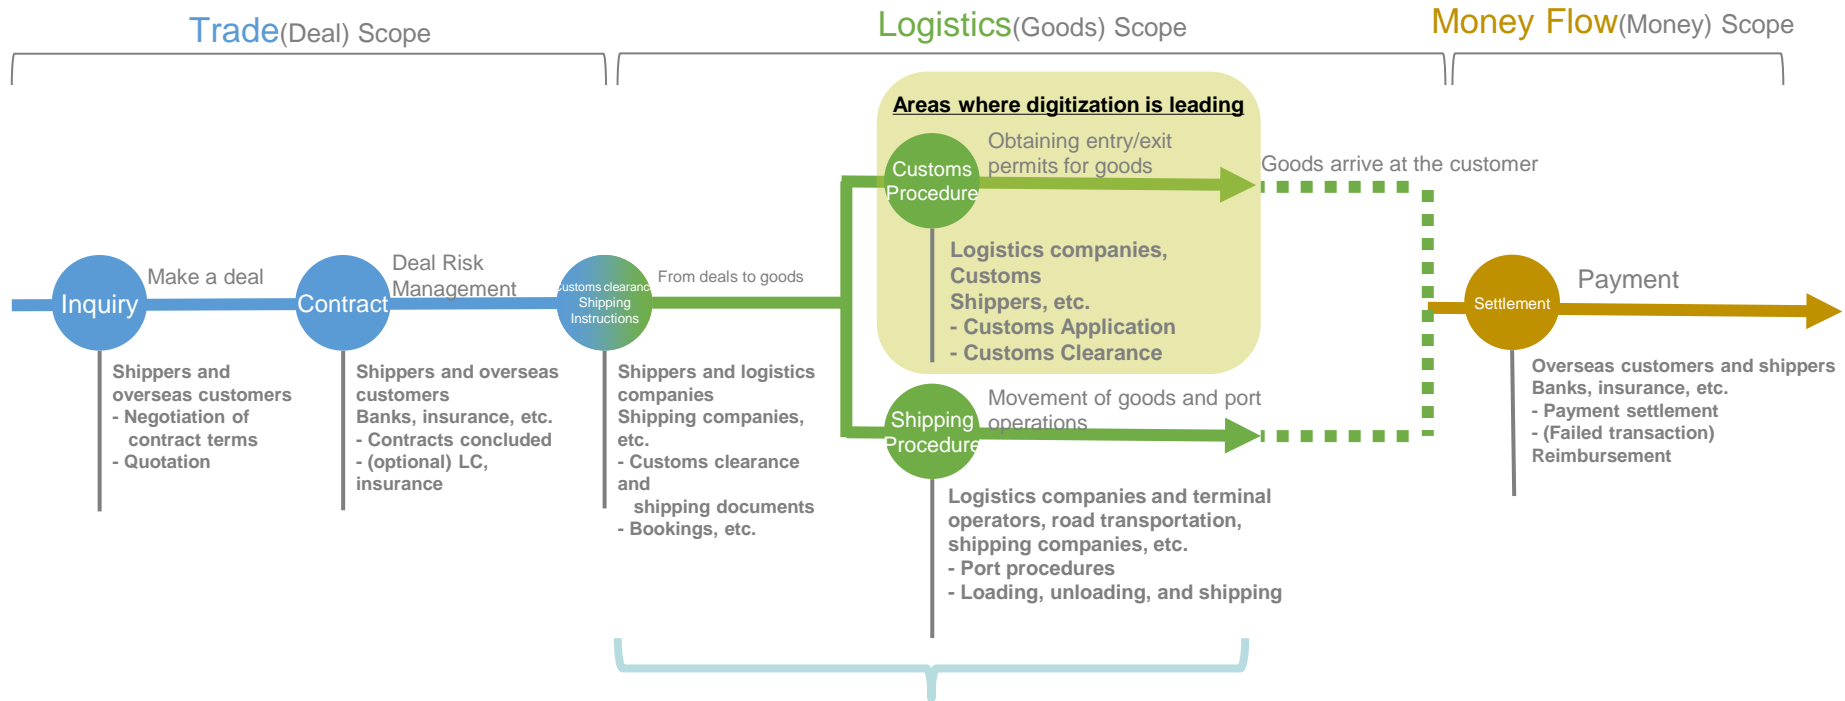 Trade(Deal) Scope
Logistics(Goods) Scope
Money Flow(Money) Scope
Areas where digitization is leading
Customs
Procedure
Obtaining entry/exit
permits for goods
Goods arrive at the customer
Inquiry
Make a deal
Contract
Deal Risk
Management
Customs clearance
Shipping
Instructions
From deals to goods
Logistics companies,
Customs
Shippers, etc.
- Customs Application
- Customs Clearance
Settlement
Payment
Shippers and
overseas customers
- Negotiation of
contract terms
- Quotation
Shippers and overseas
customers
Banks, insurance, etc.
- Contracts concluded
- (optional) LC,
insurance
Shippers and logistics
companies
Shipping companies,
etc.
- Customs clearance
and
shipping documents
- Bookings, etc.
Shipping
Procedure
Movement of goods and port
operations
Logistics companies and terminal
operators, road transportation,
shipping companies, etc.
- Port procedures
- Loading, unloading, and shipping
Overseas customers and shippers
Banks, insurance, etc.
- Payment settlement
- (Failed transaction)
Reimbursement